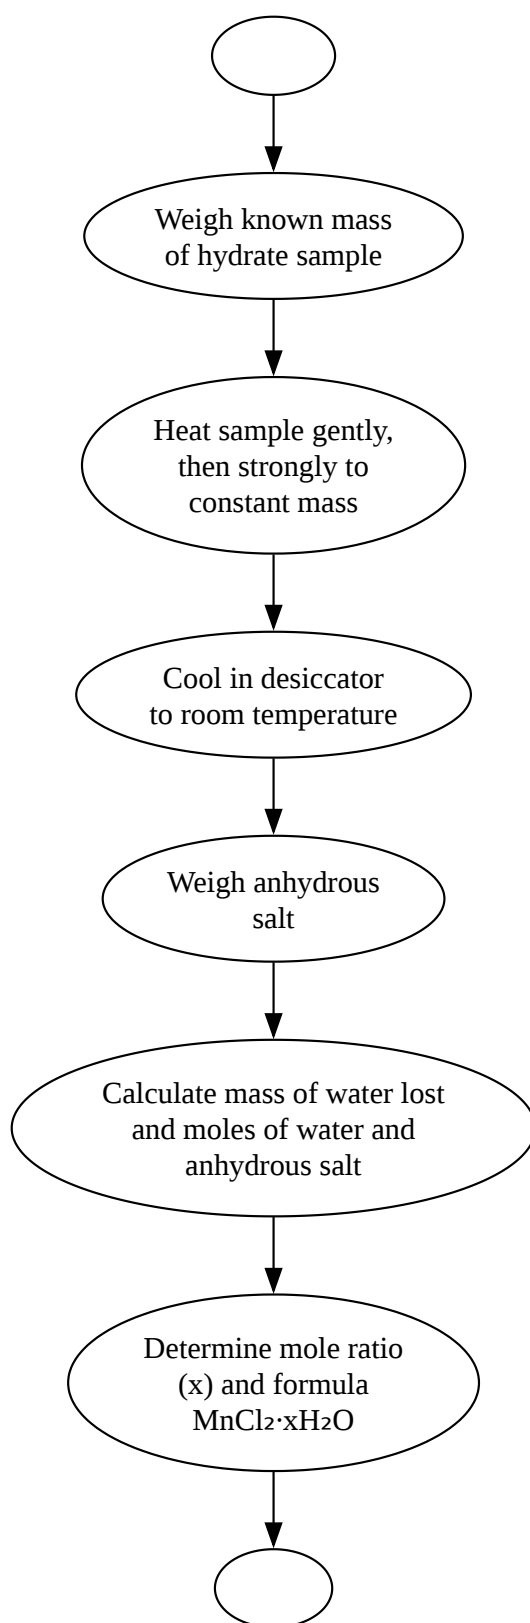 Weigh known mass
of hydrate sample
Heat sample gently,
then strongly to
constant mass
Cool in desiccator
to room temperature
Weigh anhydrous
salt
Calculate mass of water lost
and moles of water and
anhydrous salt
Determine mole ratio
(x) and formula
MnCl₂·xH₂O